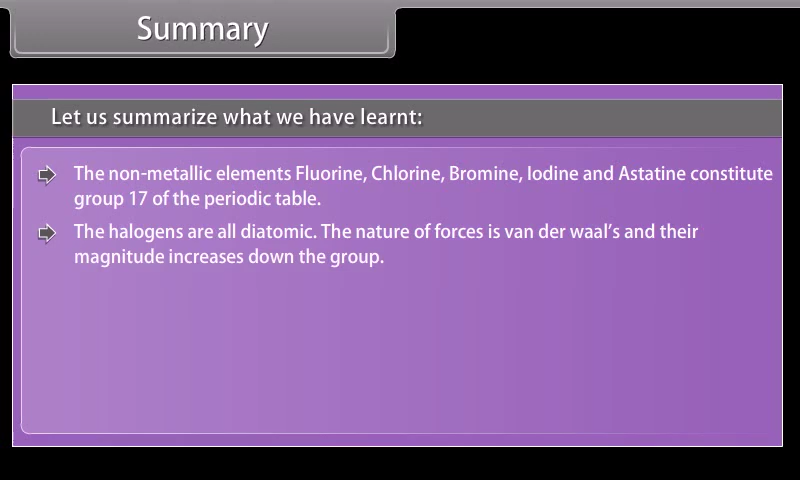 Summary
Let us summarize what we have learnt:
The non-metallic elements Fluorine, Chlorine, Bromine, Iodine and Astatine constitute
group 17 of the periodic table.
The halogens are all diatomic. The nature of forces is van der waal's and their
magnitude increases down the group.